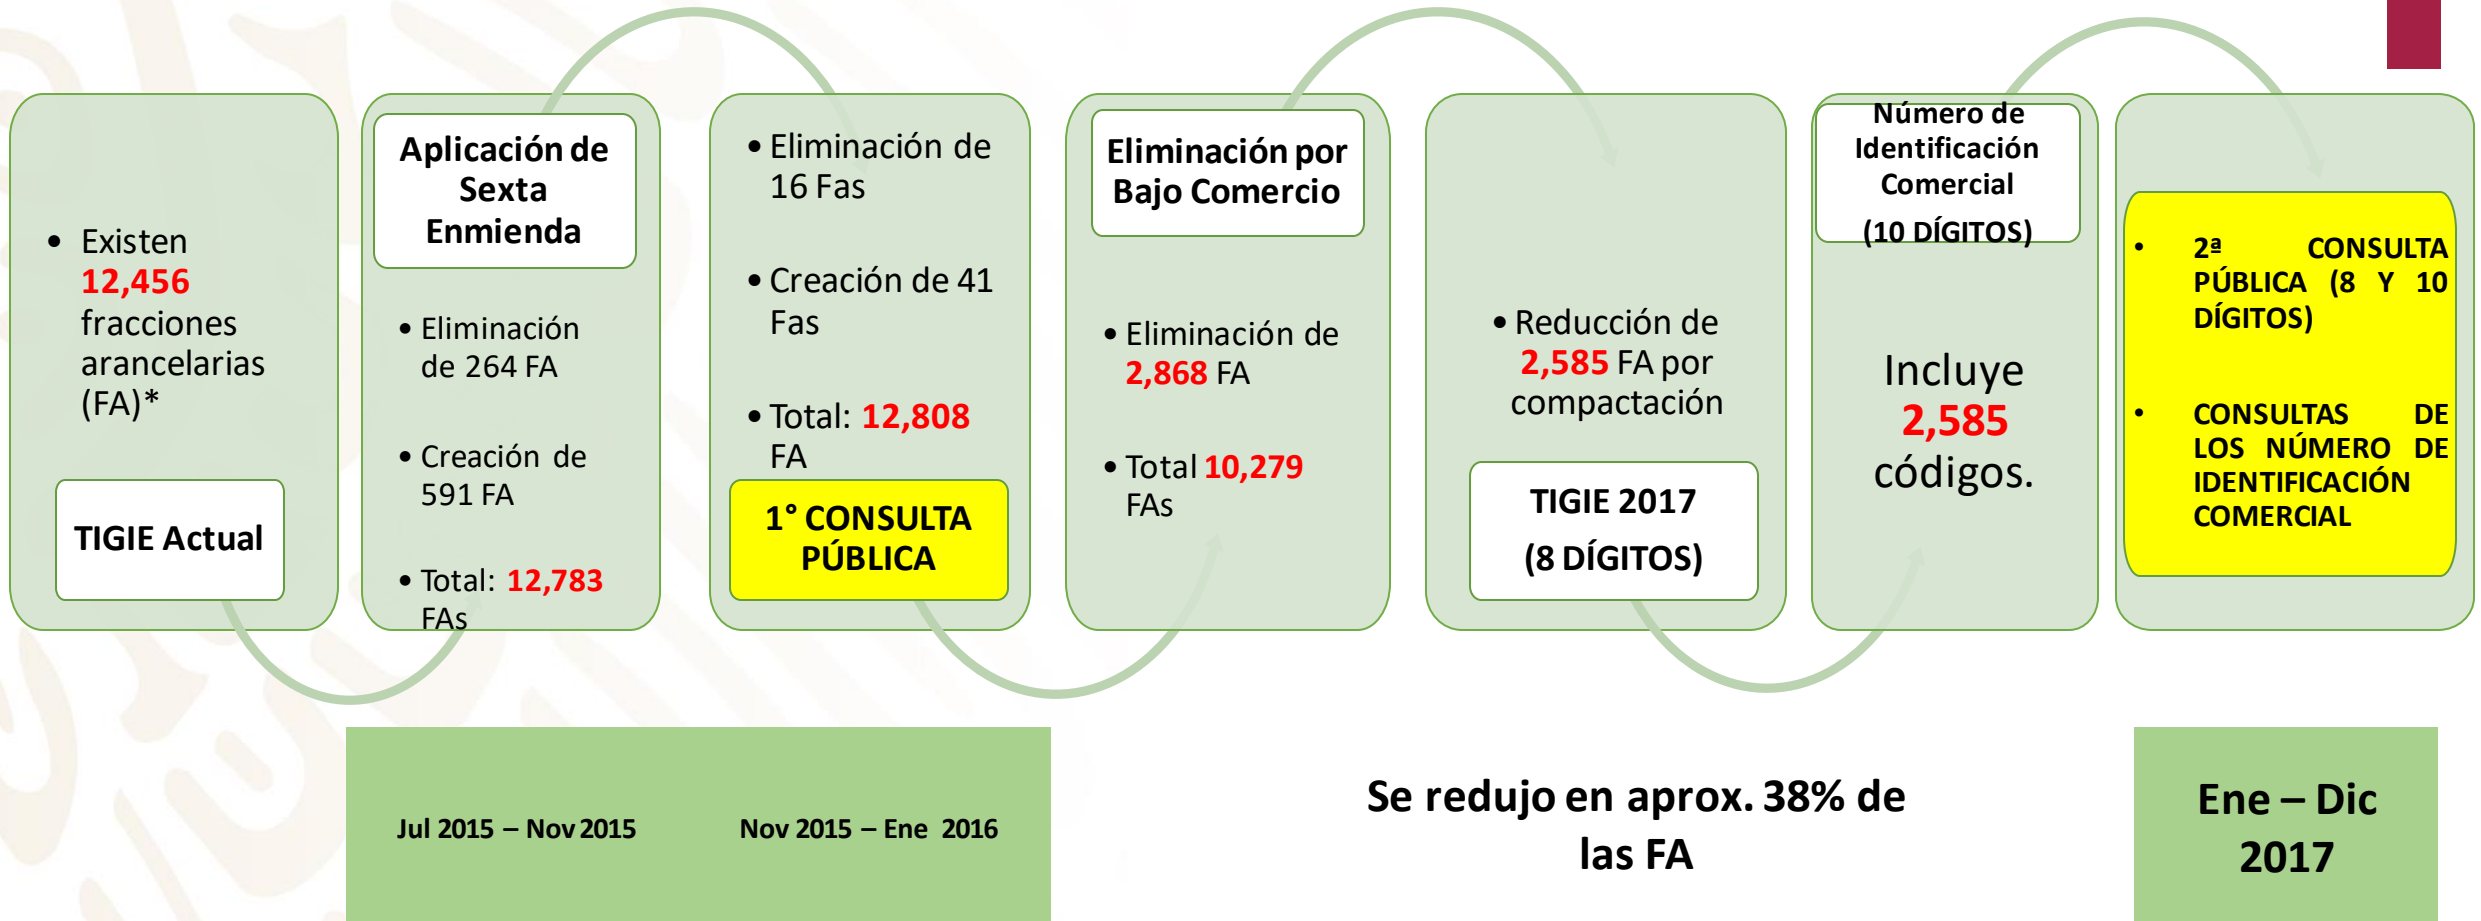 • Existen
12,456
fracciones
arancelarias
(FA)*
TIGIE Actual
Aplicación de
Sexta
Enmienda
• Eliminación
de 264 FA
• Creación de
591 FA
• Total: 12,783
FAs
• Eliminación de
16 Fas
• Creación de 41
Fas
• Total: 12,808
FA
1° CONSULTA
PÚBLICA
Eliminación por
Bajo Comercio
• Eliminación de
2,868 FA
• Total 10,279
FAs
• Reducción de
2,585 FA por
compactación
TIGIE 2017
(8 DÍGITOS)
Número de
Identificación
Comercial
(10 DÍGITOS)
Incluye
2,585
códigos.
• 2ª CONSULTA
PÚBLICA (8 Y 10
DÍGITOS)
• CONSULTAS DE
LOS NÚMERO DE
IDENTIFICACIÓN
COMERCIAL
Jul 2015 – Nov 2015
Nov 2015 – Ene 2016
Se redujo en aprox. 38% de
las FA
Ene – Dic
2017